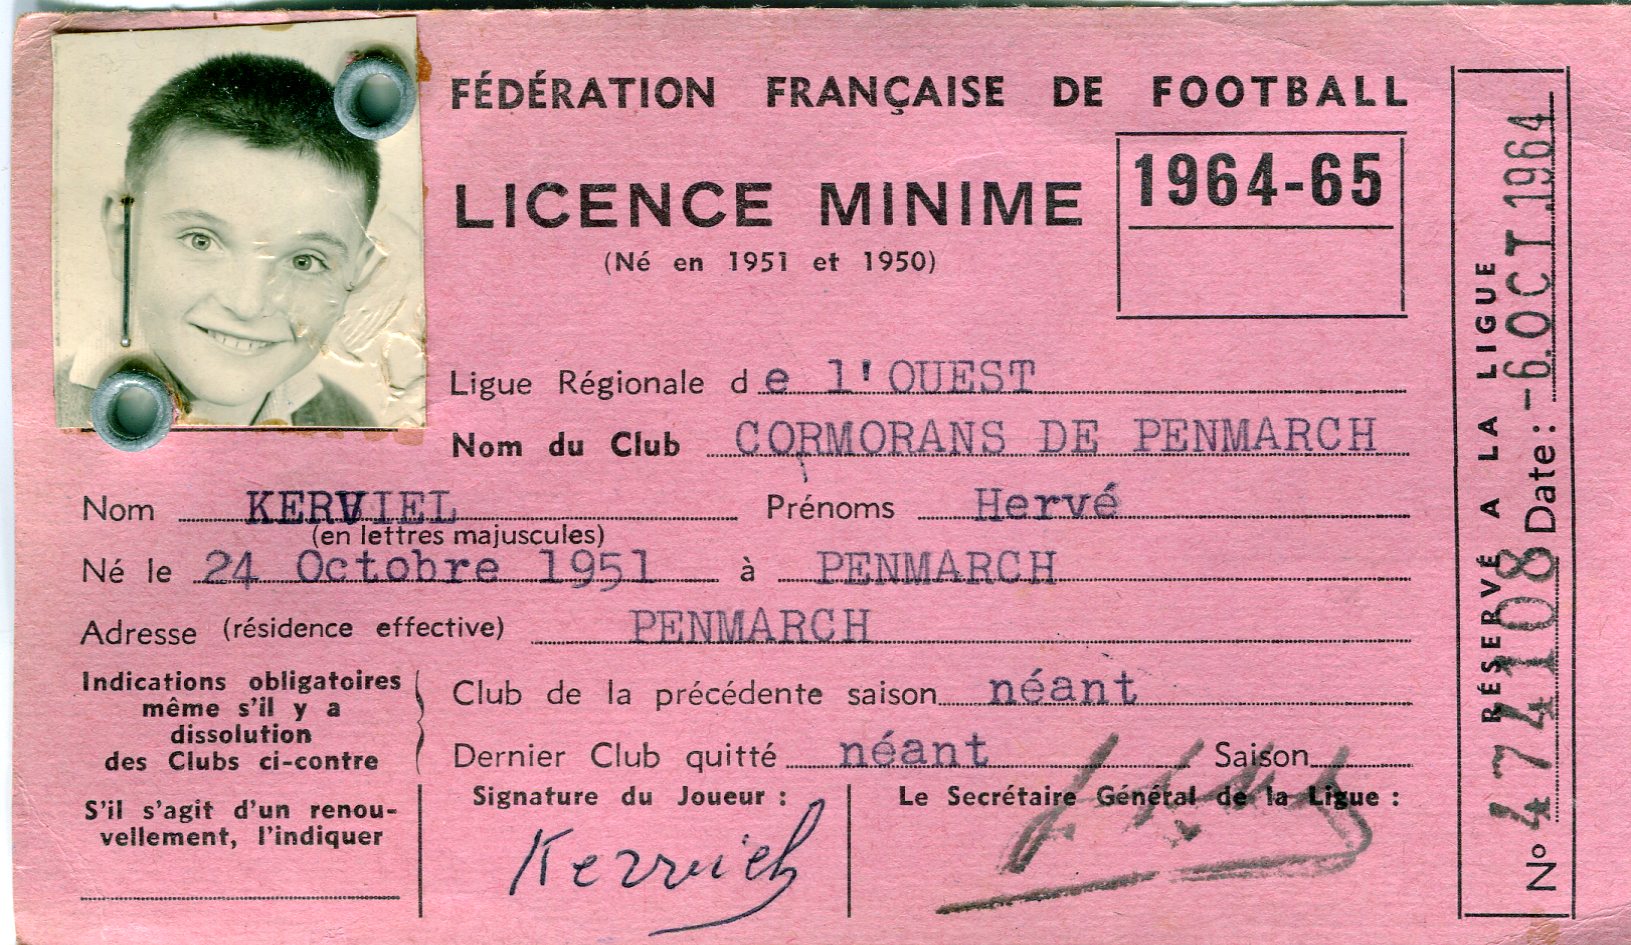 FÉDÉRATION FRANÇAISE DE FOOTBALL
LICENCE MINIME
(Né en 1951 et 1950)
1964-65
Ligue Régionale de l'OUEST
Nom du Club CORMORANS DE PENMARCH
Nom KERVIEL Prénoms Hervé
(en lettres majuscules)
Né le 24 Octobre 1951 à PENMARCH
Adresse (résidence effective) PENMARCH
Indications obligatoires
même s'il y a
dissolution
des Clubs ci-contre
Club de la précédente saison néant
Dernier Club quitté néant Saison
S'il s'agit d'un renou-
vellement, l'indiquer
Signature du Joueur :
Kerviel
Le Secrétaire Général de la Ligue :
RÉSERVÉ A LA LIGUE
N° 474108 Date : -6 OCT 1964